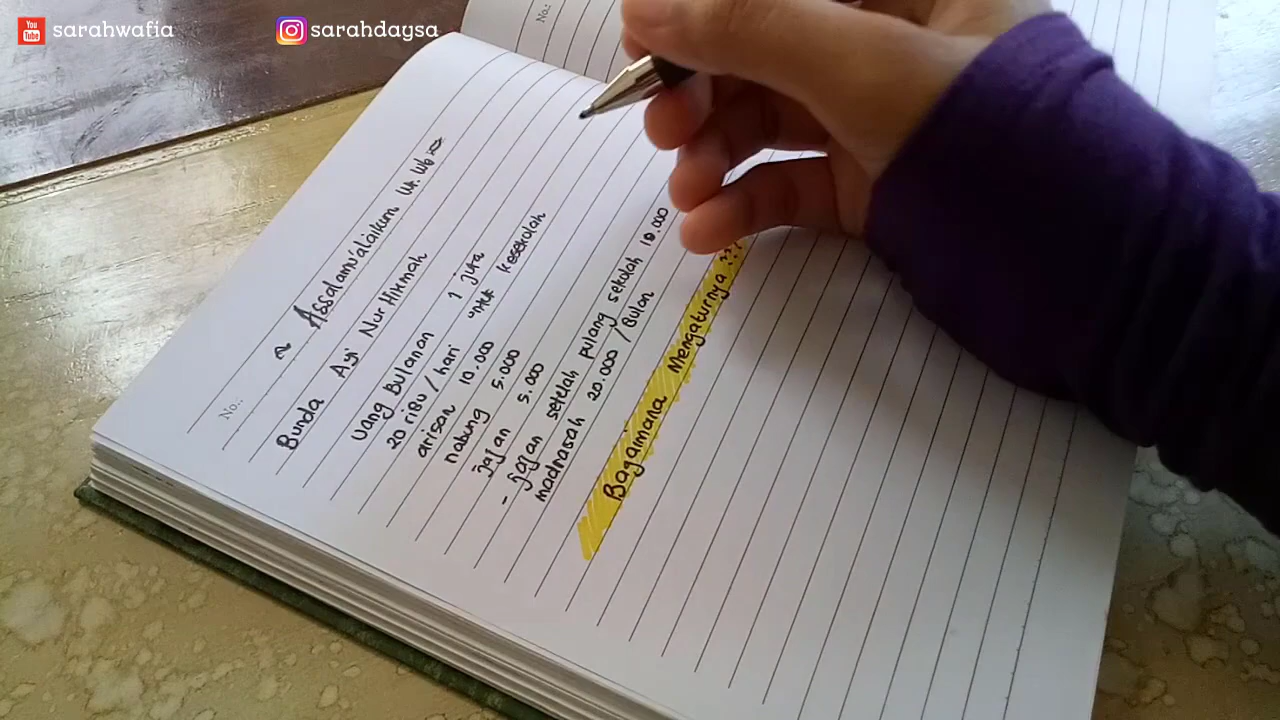 sarahwafia
sarahdaysa
No.:
No.:
~ Assalamu'alaikum Wr. Wb
Bunda Ayi Nur Hikmah
Uang Bulanan 1 juta
20 ribu / hari untuk kesekolah
arisan 10.000
nabung 5.000
jajan 5.000
- jajan setelah pulang sekolah 10.000
madrasah 20.000 / Bulan
Bagaimana Mengaturnya ??